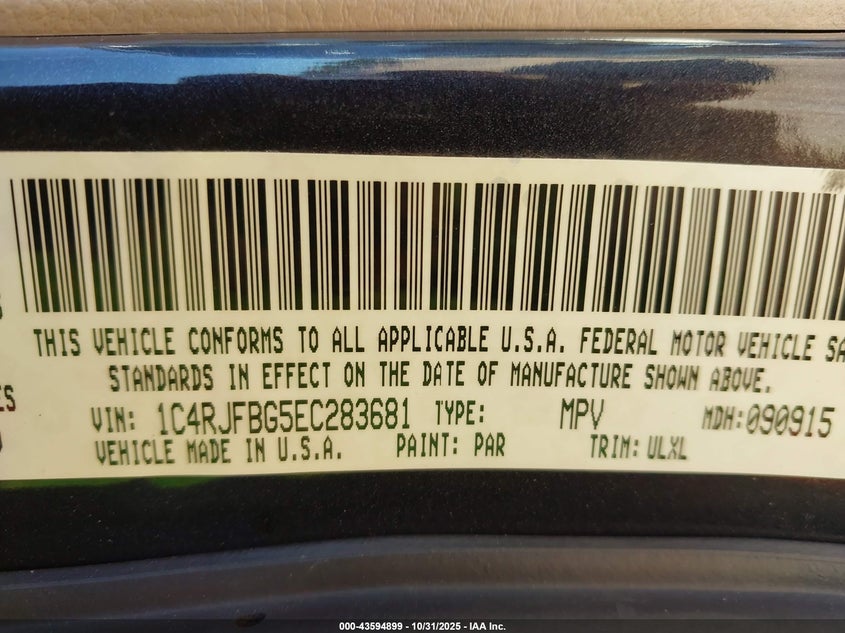 THIS VEHICLE CONFORMS TO ALL APPLICABLE U.S.A. FEDERAL MOTOR VEHICLE SA
STANDARDS IN EFFECT ON THE DATE OF MANUFACTURE SHOWN ABOVE.
VIN: 1C4RJFBG5EC283681 TYPE: MPV MDH:090915
VEHICLE MADE IN U.S.A. PAINT: PAR TRIM: ULXL
000-43594899 - 10/31/2025 - IAA Inc.